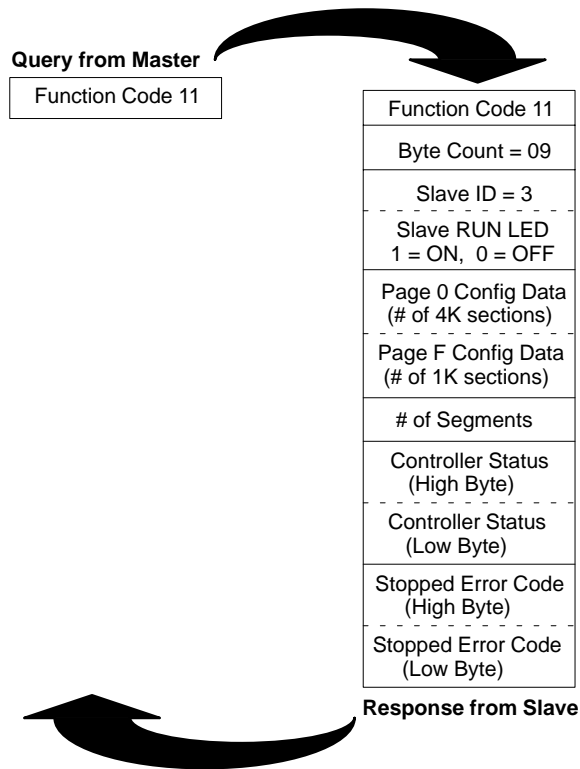 Query from Master
Function Code 11
Function Code 11
Byte Count = 09
Slave ID = 3
Slave RUN LED
1 = ON, 0 = OFF
Page 0 Config Data
(# of 4K sections)
Page F Config Data
(# of 1K sections)
# of Segments
Controller Status
(High Byte)
Controller Status
(Low Byte)
Stopped Error Code
(High Byte)
Stopped Error Code
(Low Byte)
Response from Slave